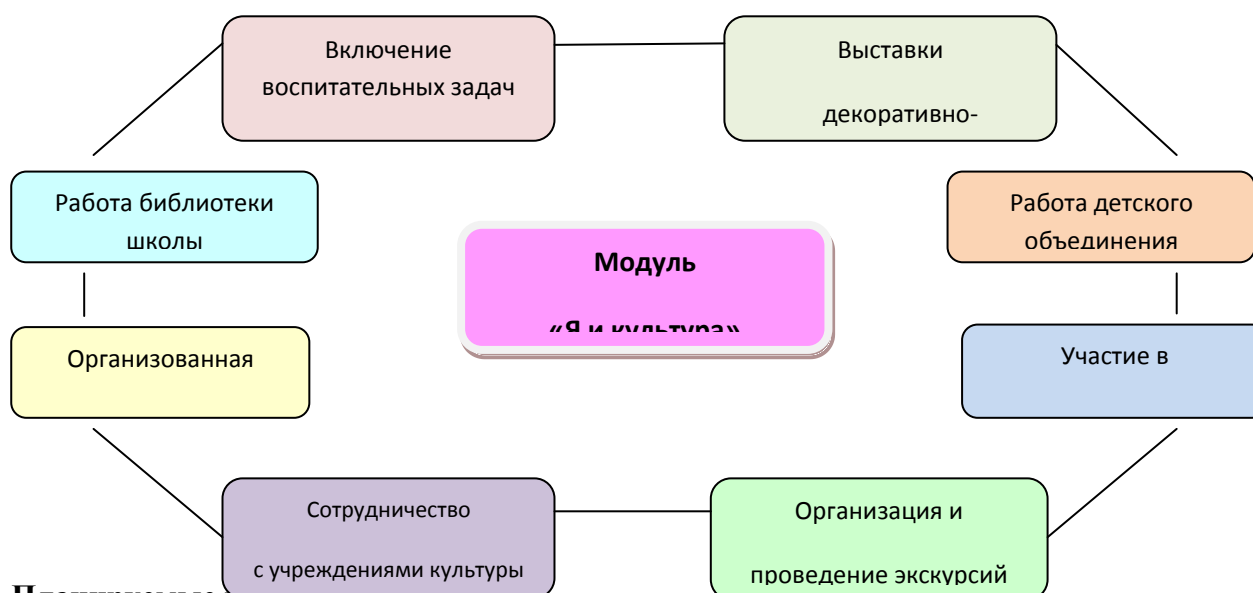 Включение
воспитательных задач
Выставки
декоративно-
Работа библиотеки
школы
Работа детского
объединения
Модуль
«Я и культура»
Организованная
Участие в
Сотрудничество
с учреждениями культуры
Организация и
проведение экскурсий